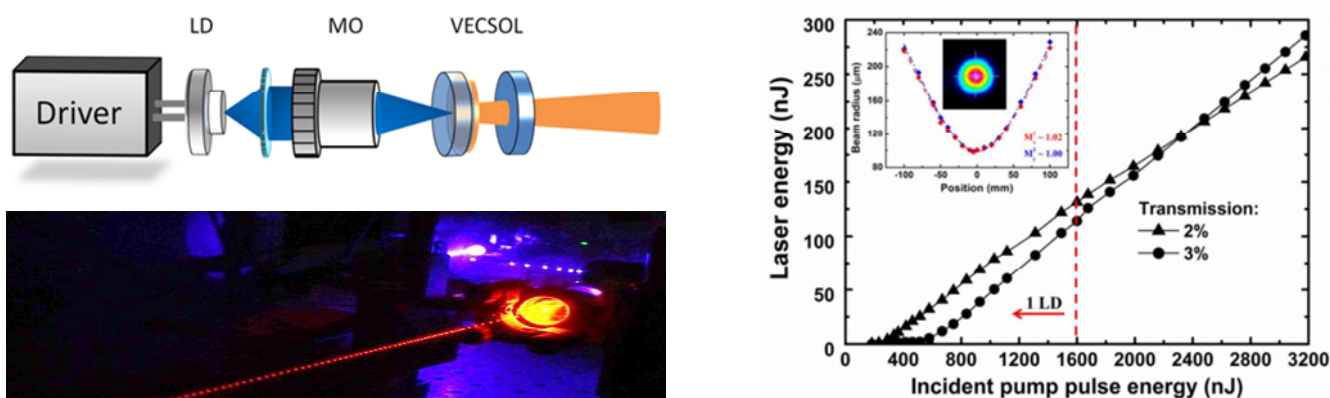 LD MO VECSOL
Driver
Laser energy (nJ)
300
250
200
150
100
50
0
0 400 800 1200 1600 2000 2400 2800 3200
Incident pump pulse energy (nJ)
Beam radius (μm)
240
200
160
120
80
-100 -50 0 50 100
Position (mm)
M²ₓ ~ 1.02
M²ᵧ ~ 1.00
Transmission:
2%
3%
1 LD